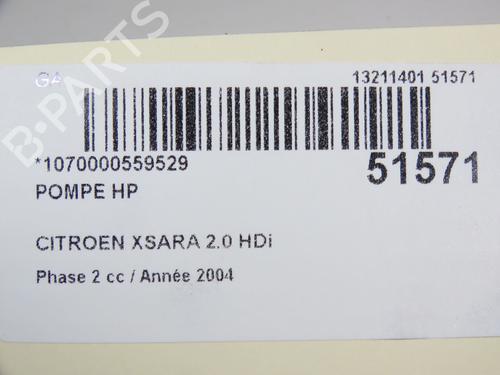 GA
13211401 51571
*1070000559529
51571
POMPE HP
CITROEN XSARA 2.0 HDi
Phase 2 cc / Année 2004
B-PARTS